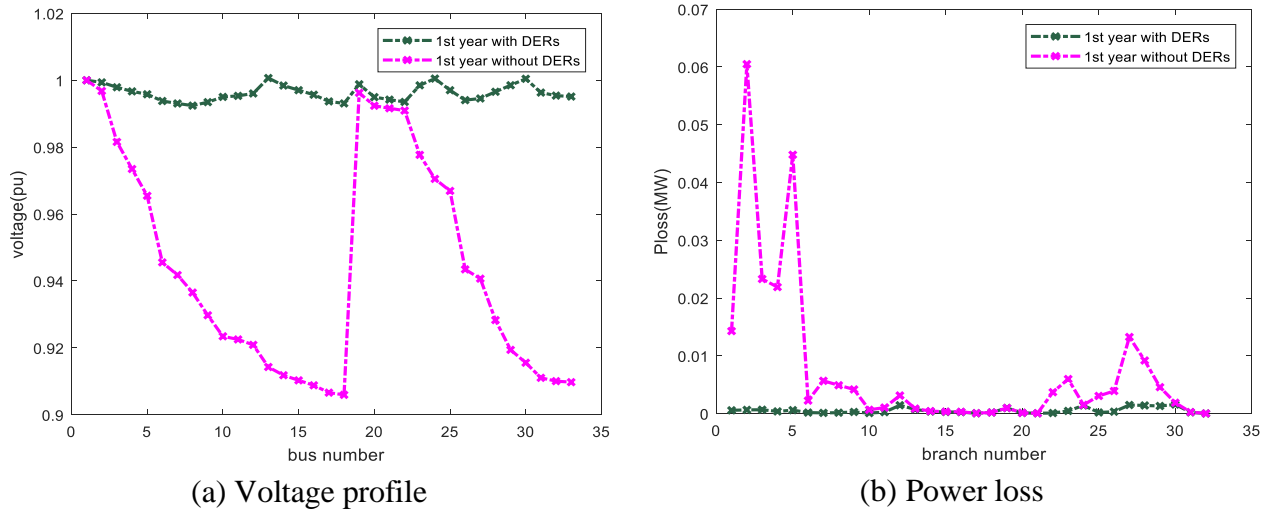 1.02
1
0.98
0.96
0.94
0.92
0.9
voltage(pu)
1st year with DERs
1st year without DERs
0 5 10 15 20 25 30 35
bus number
(a) Voltage profile
0.07
0.06
0.05
0.04
0.03
0.02
0.01
0
Ploss(MW)
1st year with DERs
1st year without DERs
0 5 10 15 20 25 30 35
branch number
(b) Power loss